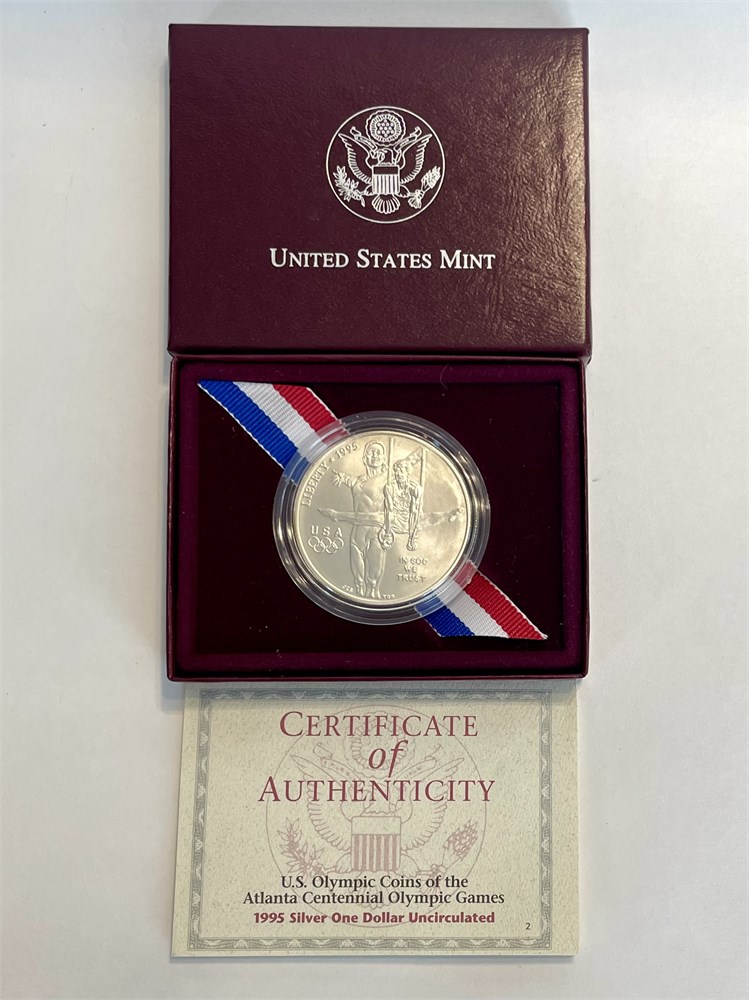 UNITED STATES MINT
LIBERTY • 1995
USA
IN GOD
WE
TRUST
CERTIFICATE
of
AUTHENTICITY
U.S. Olympic Coins of the
Atlanta Centennial Olympic Games
1995 Silver One Dollar Uncirculated
2